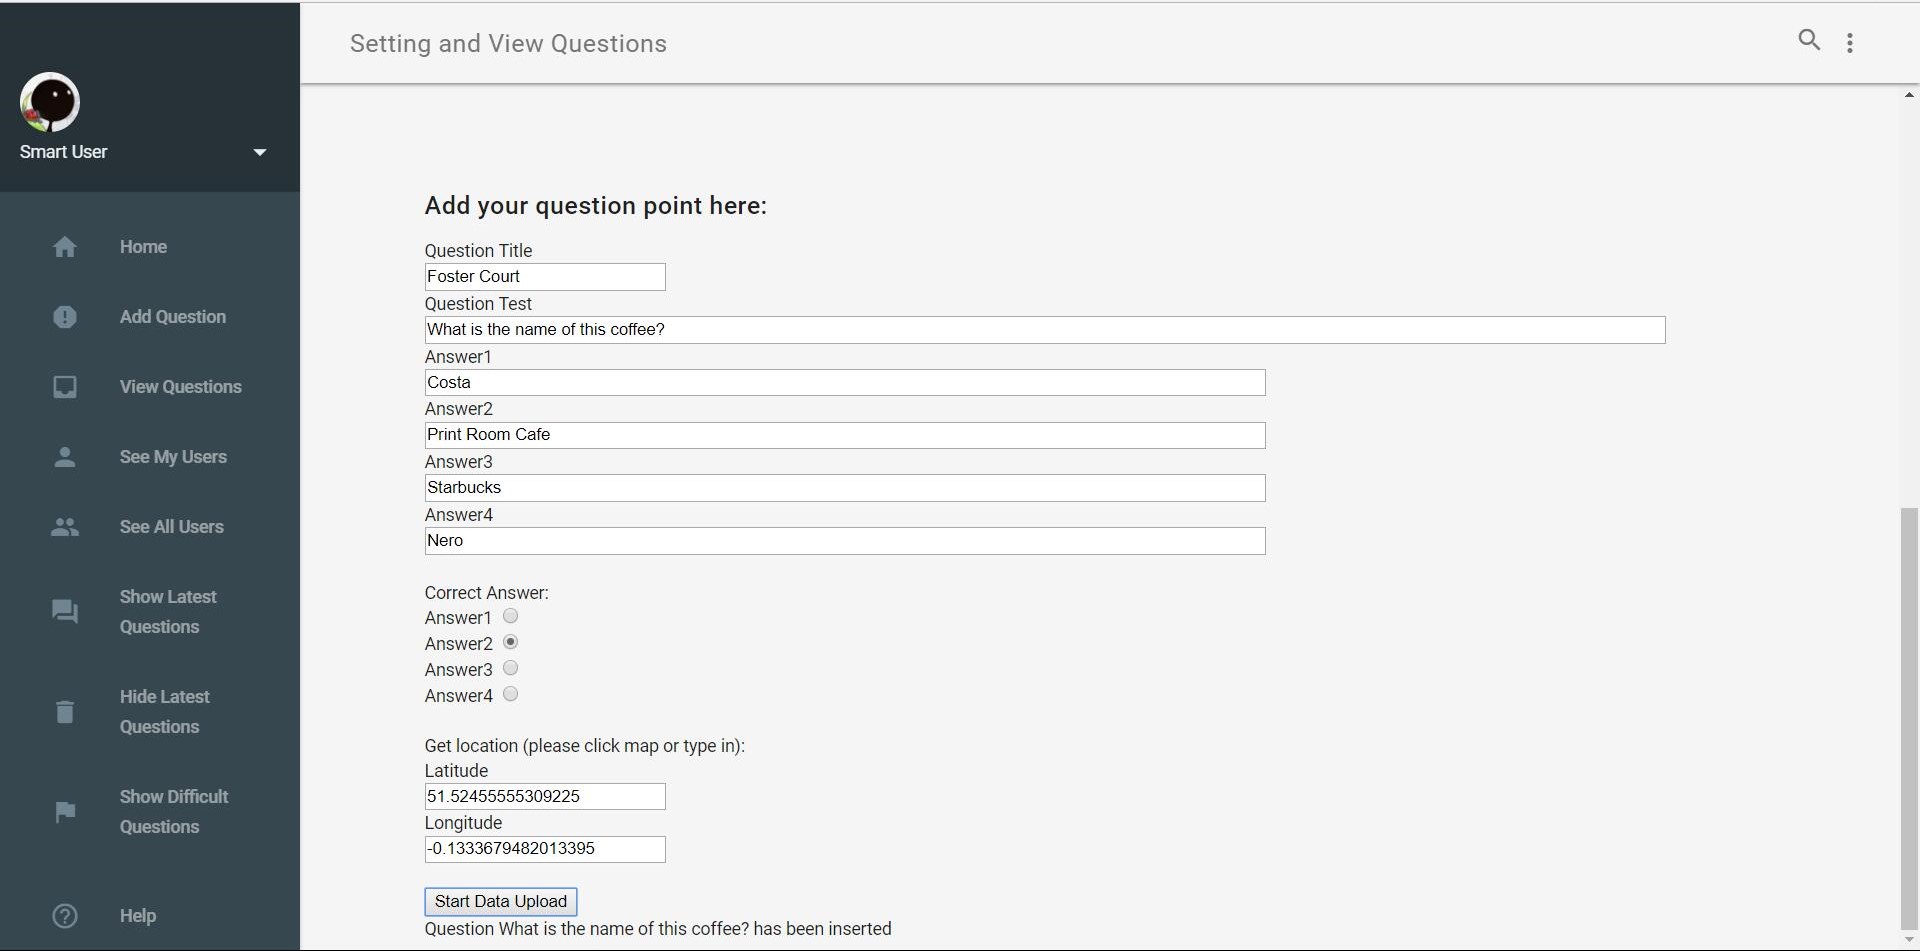 Setting and View Questions
Smart User
Home
Add Question
View Questions
See My Users
See All Users
Show Latest
Questions
Hide Latest
Questions
Show Difficult
Questions
Help
Add your question point here:
Question Title
Foster Court
Question Test
What is the name of this coffee?
Answer1
Costa
Answer2
Print Room Cafe
Answer3
Starbucks
Answer4
Nero
Correct Answer:
Answer1
Answer2
Answer3
Answer4
Get location (please click map or type in):
Latitude
51.52455555309225
Longitude
-0.1333679482013395
Start Data Upload
Question What is the name of this coffee? has been inserted